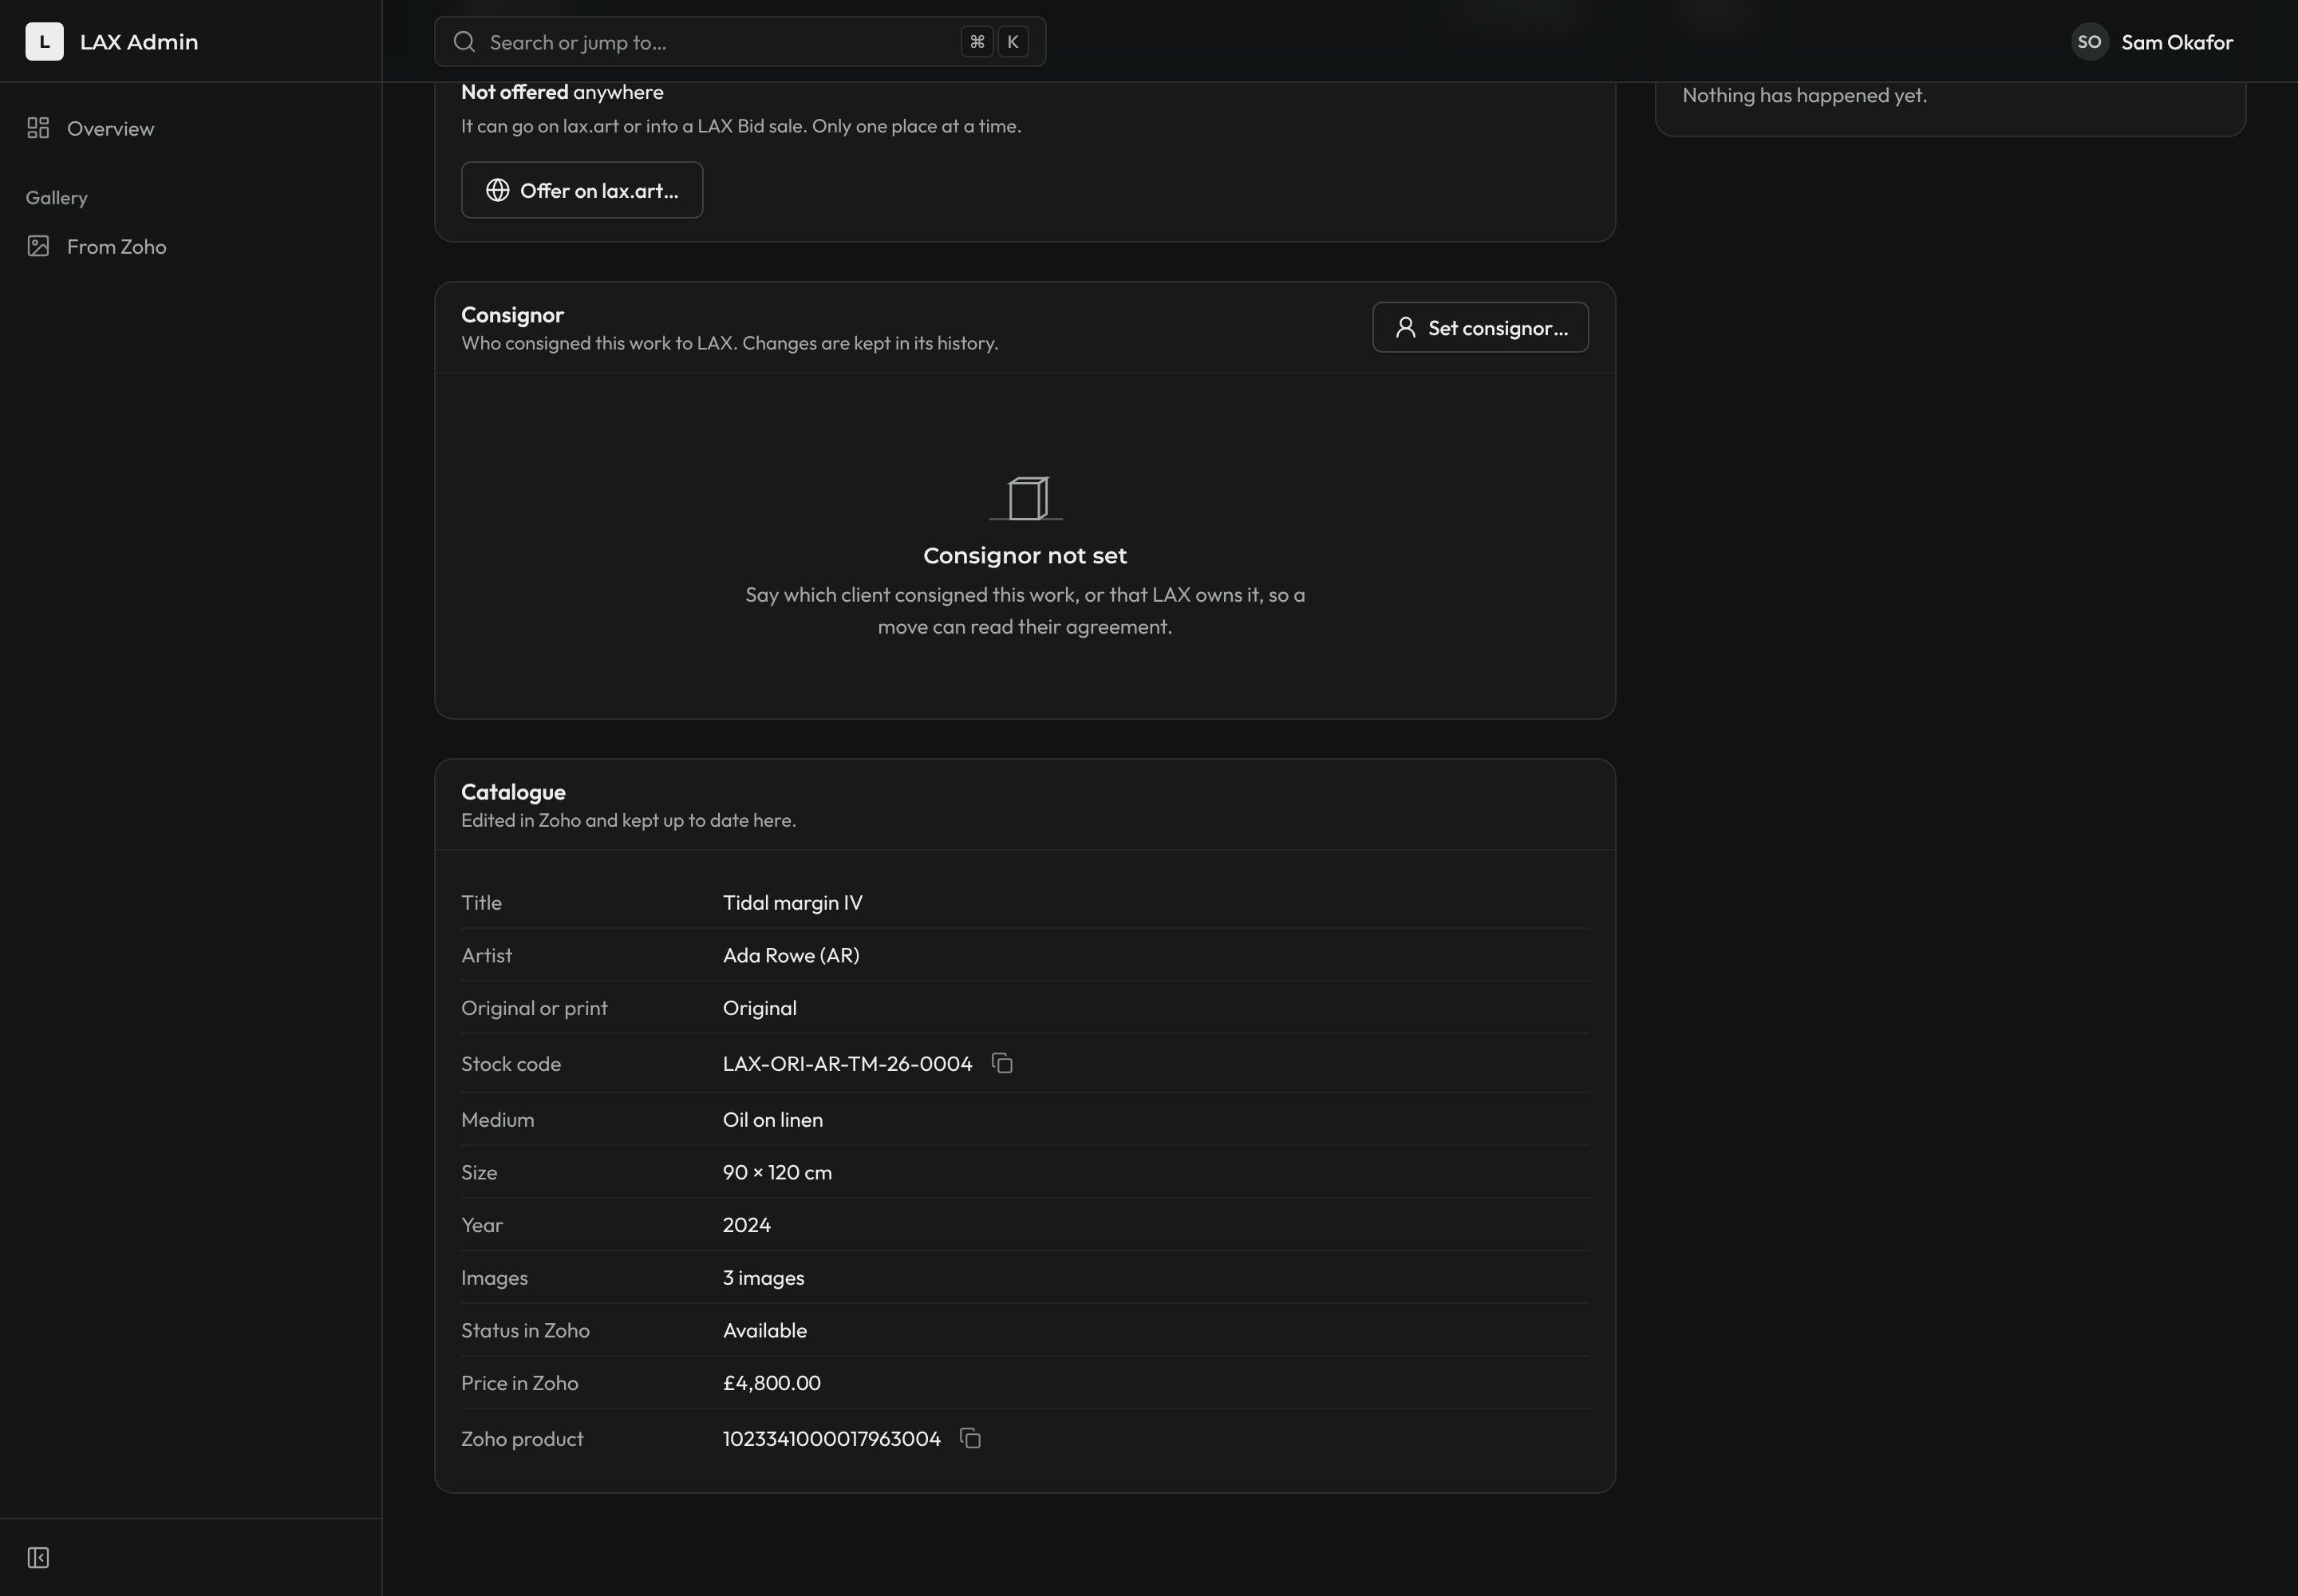 L
LAX Admin
Search or jump to...
⌘ K
SO
Sam Okafor
Overview
Gallery
From Zoho
Not offered anywhere
It can go on lax.art or into a LAX Bid sale. Only one place at a time.
Offer on lax.art...
Nothing has happened yet.
Consignor
Who consigned this work to LAX. Changes are kept in its history.
Set consignor...
Consignor not set
Say which client consigned this work, or that LAX owns it, so a
move can read their agreement.
Catalogue
Edited in Zoho and kept up to date here.
Title Tidal margin IV
Artist Ada Rowe (AR)
Original or print Original
Stock code LAX-ORI-AR-TM-26-0004
Medium Oil on linen
Size 90 × 120 cm
Year 2024
Images 3 images
Status in Zoho Available
Price in Zoho £4,800.00
Zoho product 1023341000017963004